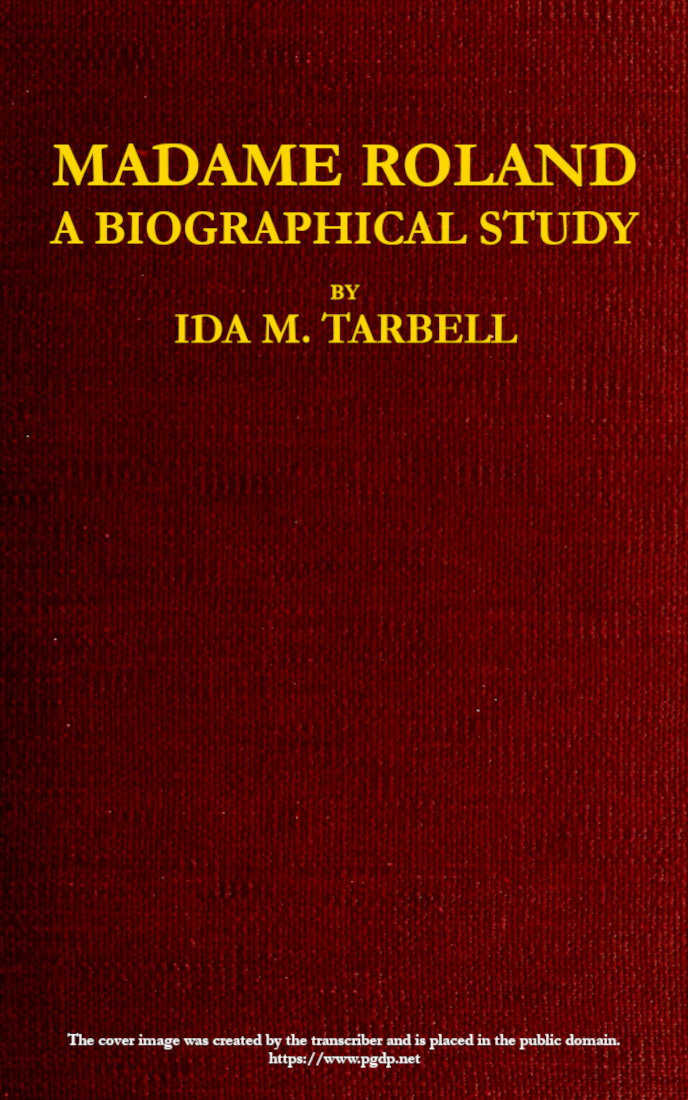 MADAME ROLAND
A BIOGRAPHICAL STUDY
BY
IDA M. TARBELL
The cover image was created by the transcriber and is placed in the public domain.
https://www.pgdp.net